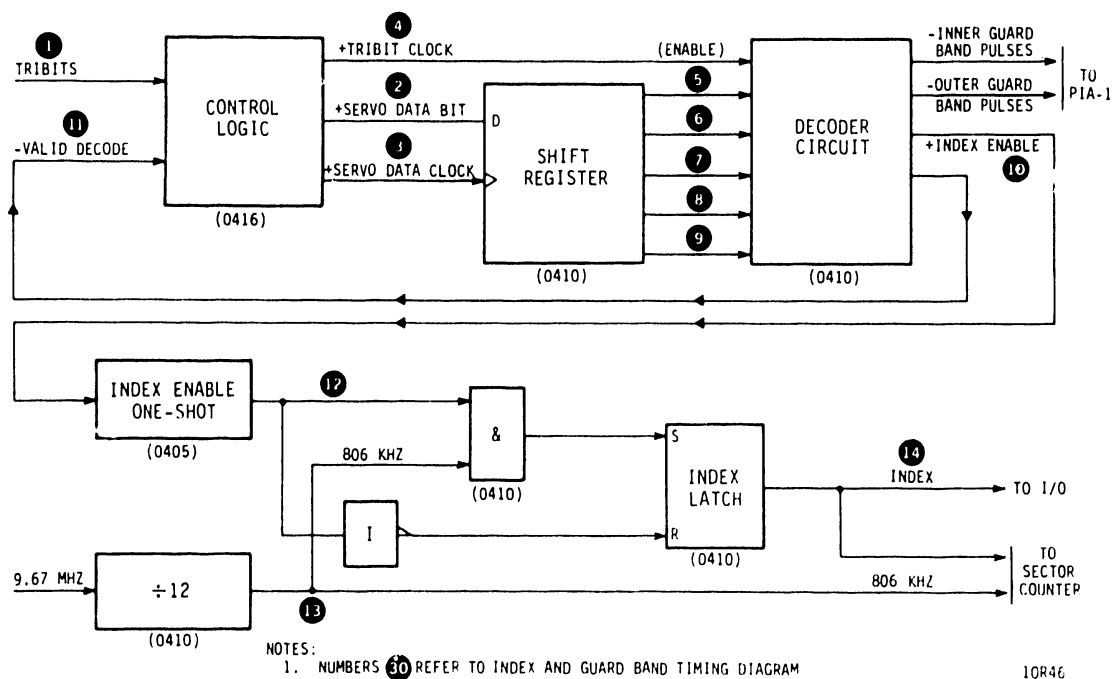 1
TRIBITS
4
+TRIBIT CLOCK
(ENABLE)
-INNER GUARD
BAND PULSES
TO
PIA-1
CONTROL
LOGIC
2
+SERVO DATA BIT
5
DECODER
CIRCUIT
-OUTER GUARD
BAND PULSES
11
-VALID DECODE
D
6
+INDEX ENABLE
10
3
+SERVO DATA CLOCK
SHIFT
REGISTER
7
8
9
(0416)
(0410)
(0410)
INDEX ENABLE
ONE-SHOT
(0405)
12
&
(0410)
806 KHZ
S
INDEX
LATCH
R
(0410)
14
INDEX
TO I/O
I
TO
SECTOR
COUNTER
9.67 MHZ
÷12
(0410)
13
806 KHZ
NOTES:
1. NUMBERS 30 REFER TO INDEX AND GUARD BAND TIMING DIAGRAM
10R46